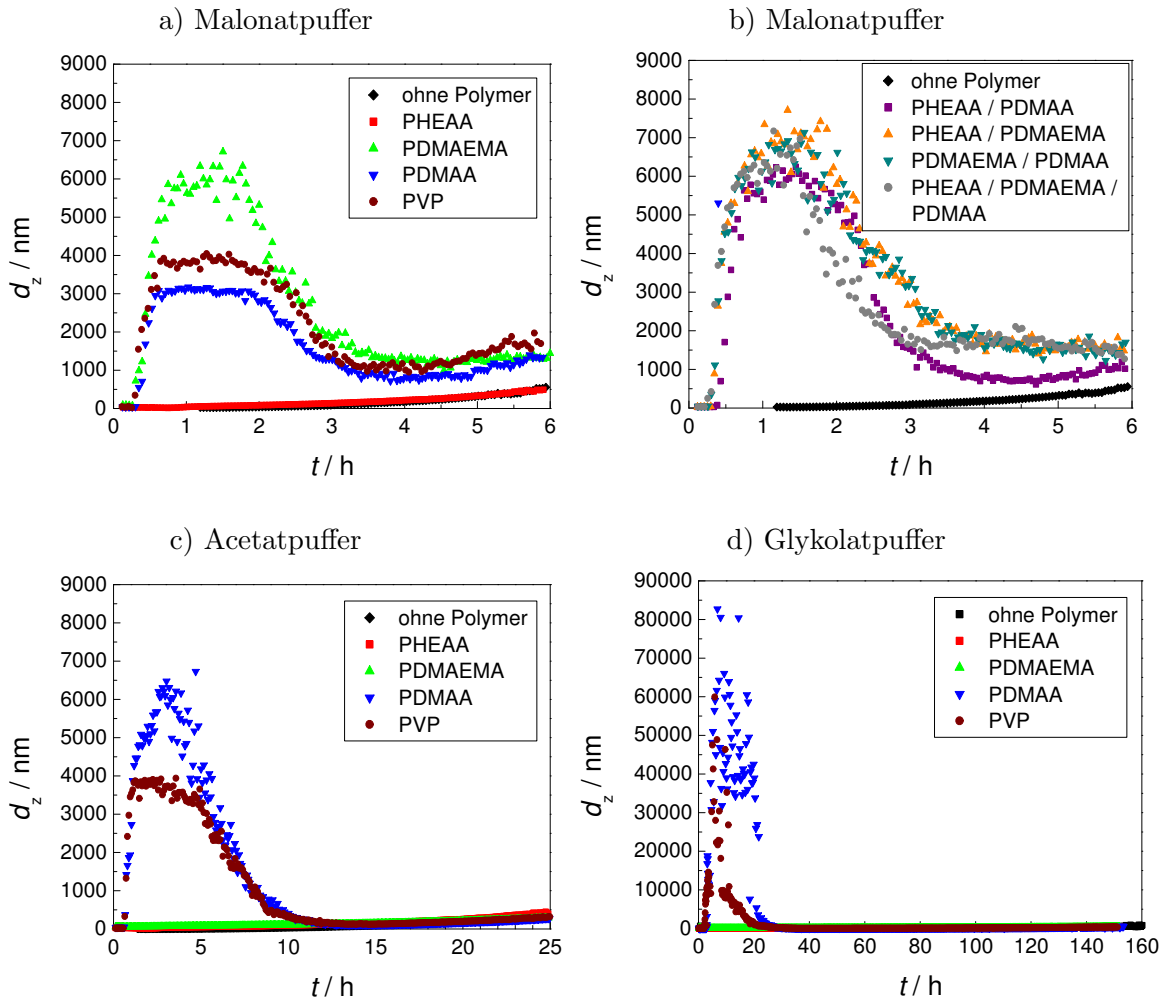 a) Malonatpuffer
9000
8000
7000
6000
5000
4000
3000
2000
1000
0
d_z / nm
ohne Polymer
PHEAA
PDMAEMA
PDMAA
PVP
0 1 2 3 4 5 6
t / h
b) Malonatpuffer
9000
8000
7000
6000
5000
4000
3000
2000
1000
0
d_z / nm
ohne Polymer
PHEAA / PDMAA
PHEAA / PDMAEMA
PDMAEMA / PDMAA
PHEAA / PDMAEMA /
PDMAA
0 1 2 3 4 5 6
t / h
c) Acetatpuffer
9000
8000
7000
6000
5000
4000
3000
2000
1000
0
d_z / nm
ohne Polymer
PHEAA
PDMAEMA
PDMAA
PVP
0 5 10 15 20 25
t / h
d) Glykolatpuffer
90000
80000
70000
60000
50000
40000
30000
20000
10000
0
d_z / nm
ohne Polymer
PHEAA
PDMAEMA
PDMAA
PVP
0 20 40 60 80 100 120 140 160
t / h